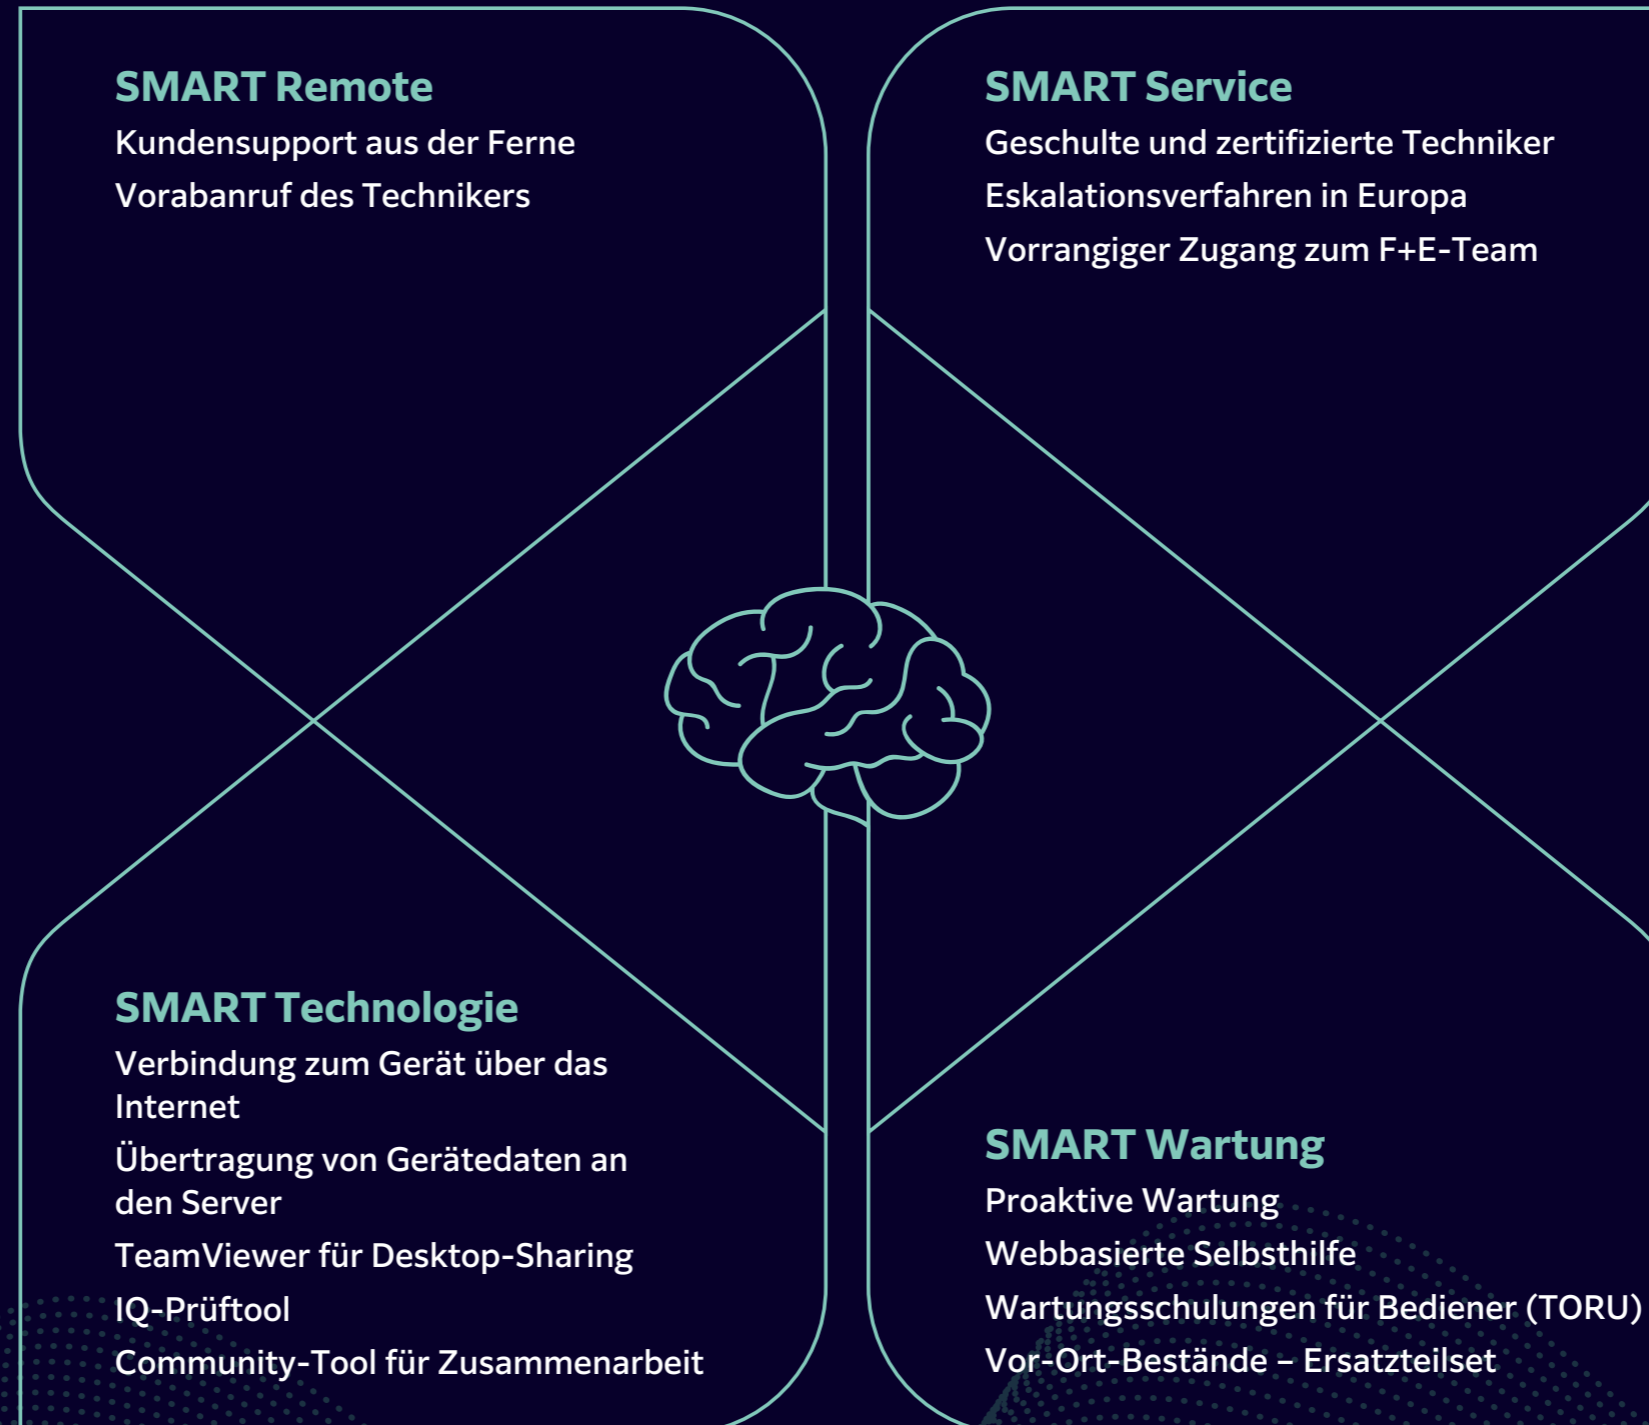 SMART Remote
Kundensupport aus der Ferne
Vorabanruf des Technikers
SMART Service
Geschulte und zertifizierte Techniker
Eskalationsverfahren in Europa
Vorrangiger Zugang zum F+E-Team
SMART Technologie
Verbindung zum Gerät über das
Internet
Übertragung von Gerätedaten an
den Server
TeamViewer für Desktop-Sharing
IQ-Prüftool
Community-Tool für Zusammenarbeit
SMART Wartung
Proaktive Wartung
Webbasierte Selbsthilfe
Wartungsschulungen für Bediener (TORU)
Vor-Ort-Bestände – Ersatzteilset